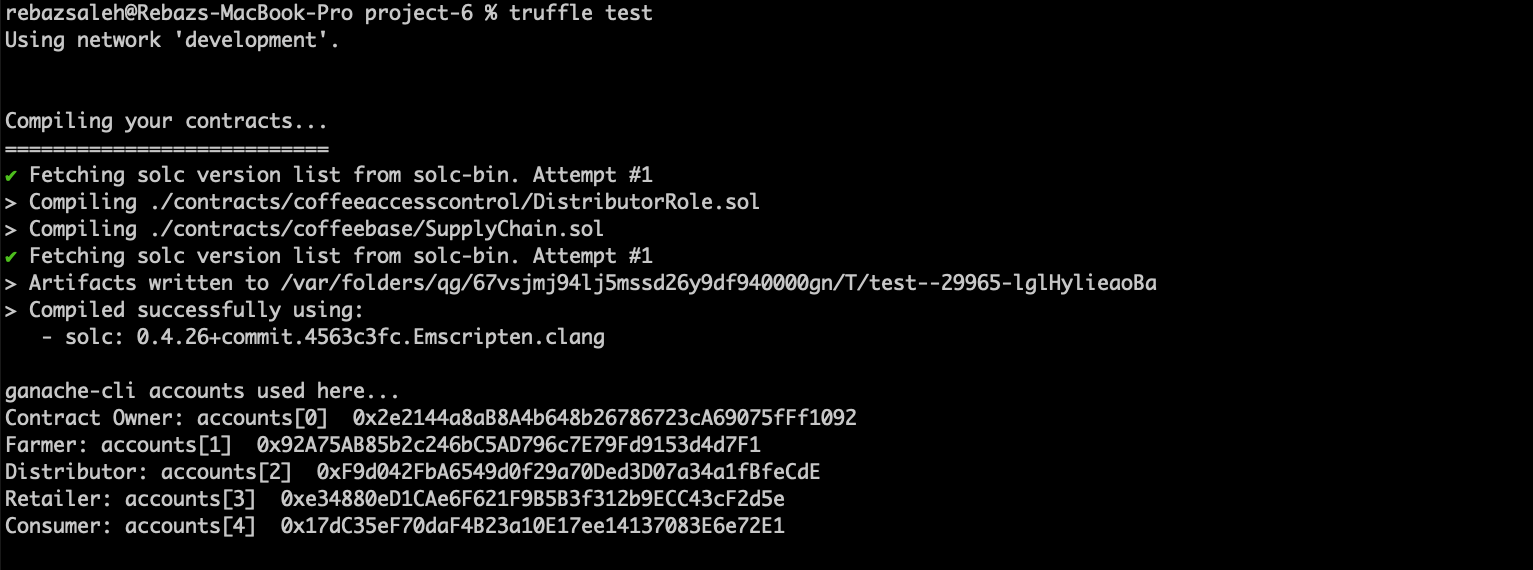 rebazsaleh@Rebazs-MacBook-Pro project-6 % truffle test
Using network 'development'.
Compiling your contracts...
===========================
✔ Fetching solc version list from solc-bin. Attempt #1
> Compiling ./contracts/coffeeaccesscontrol/DistributorRole.sol
> Compiling ./contracts/coffeebase/SupplyChain.sol
✔ Fetching solc version list from solc-bin. Attempt #1
> Artifacts written to /var/folders/qg/67vsjmj94lj5mssd26y9df940000gn/T/test--29965-lglHylieaoBa
> Compiled successfully using:
   - solc: 0.4.26+commit.4563c3fc.Emscripten.clang
ganache-cli accounts used here...
Contract Owner: accounts[0]  0x2e2144a8aB8A4b648b26786723cA69075fFf1092
Farmer: accounts[1]  0x92A75AB85b2c246bC5AD796c7E79Fd9153d4d7F1
Distributor: accounts[2]  0xF9d042FbA6549d0f29a70Ded3D07a34a1fBfeCdE
Retailer: accounts[3]  0xe34880eD1CAe6F621F9B5B3f312b9ECC43cF2d5e
Consumer: accounts[4]  0x17dC35eF70daF4B23a10E17ee14137083E6e72E1